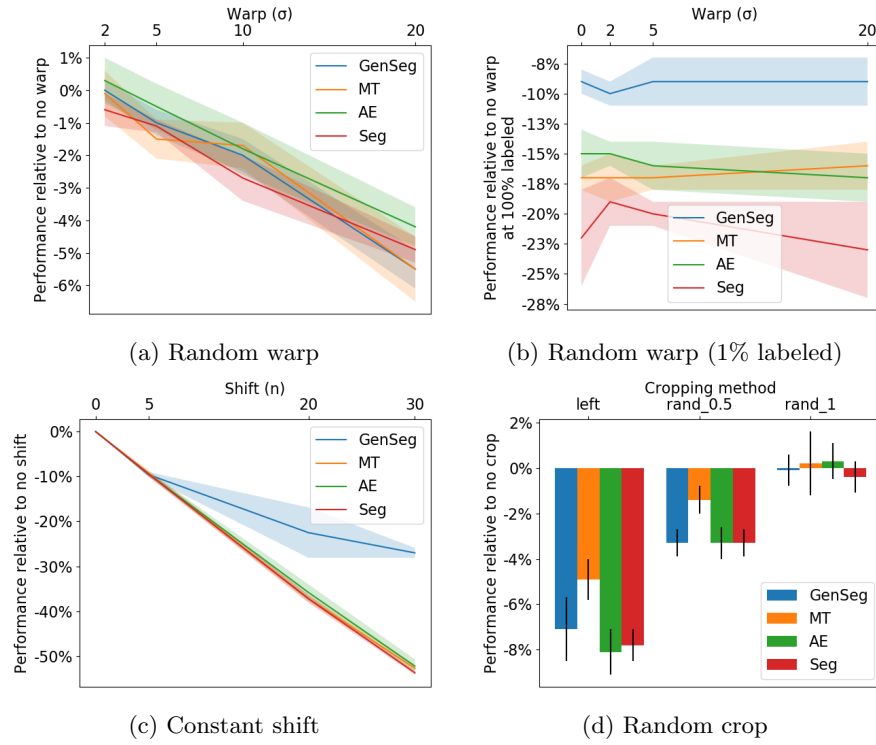 Warp (σ)
2 5 10 20
Performance relative to no warp
1%
0%
-1%
-2%
-3%
-4%
-5%
-6%
GenSeg
MT
AE
Seg
(a) Random warp
Warp (σ)
0 2 5 20
Performance relative to no warp
at 100% labeled
-8%
-10%
-13%
-15%
-18%
-20%
-23%
-25%
-28%
GenSeg
MT
AE
Seg
(b) Random warp (1% labeled)
Shift (n)
0 5 20 30
Performance relative to no shift
0%
-10%
-20%
-30%
-40%
-50%
GenSeg
MT
AE
Seg
(c) Constant shift
Cropping method
left rand_0.5 rand_1
Performance relative to no crop
2%
0%
-2%
-4%
-6%
-8%
GenSeg
MT
AE
Seg
(d) Random crop